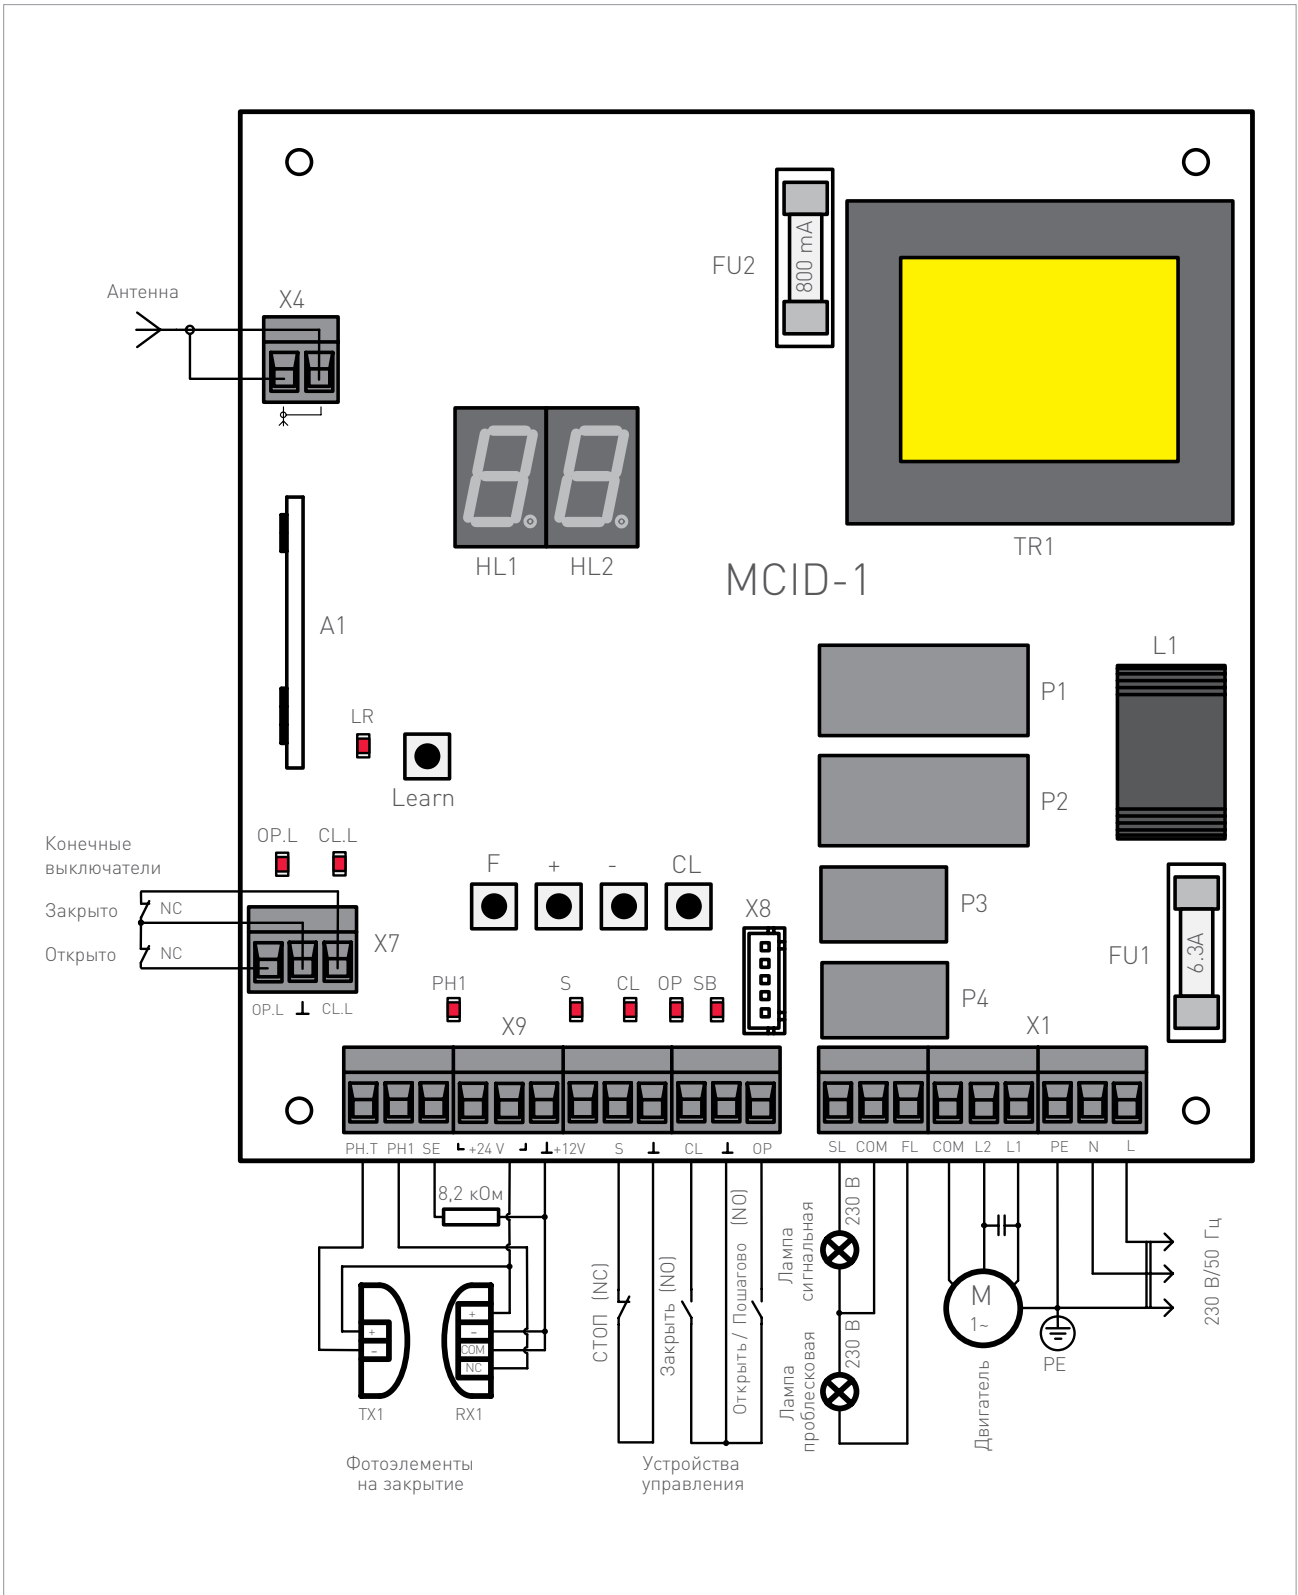 Антенна
X4
FU2
800 mA
TR1
HL1 HL2
MCID-1
A1
L1
P1
LR
P2
Learn
OP.L CL.L
Конечные
выключатели
F + - CL
Закрыто NC
X7
X8
P3
Открыто NC
FU1
6.3A
PH1 S CL OP SB
P4
OP.L ⊥ CL.L
X9
X1
PH.T PH1 SE +24 V ⊥ +12V S ⊥ CL ⊥ OP
SL COM FL COM L2 L1 PE N L
8,2 кОм
СТОП (NC)
Закрыть (NO)
Открыть/ Пошагово (NO)
Лампа
сигнальная
230 В
Лампа
проблесковая
230 В
M
1~
Двигатель
PE
230 В/50 Гц
+
-
+
-
COM
NC
TX1
RX1
Фотоэлементы
на закрытие
Устройства
управления